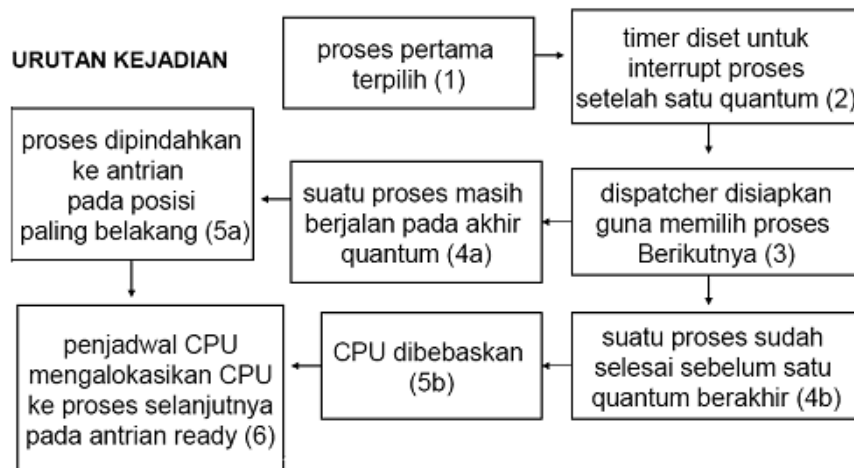 URUTAN KEJADIAN
proses pertama
terpilih (1)
timer diset untuk
interrupt proses
setelah satu quantum (2)
proses dipindahkan
ke antrian
pada posisi
paling belakang (5a)
suatu proses masih
berjalan pada akhir
quantum (4a)
dispatcher disiapkan
guna memilih proses
Berikutnya (3)
penjadwal CPU
mengalokasikan CPU
ke proses selanjutnya
pada antrian ready (6)
CPU dibebaskan
(5b)
suatu proses sudah
selesai sebelum satu
quantum berakhir (4b)